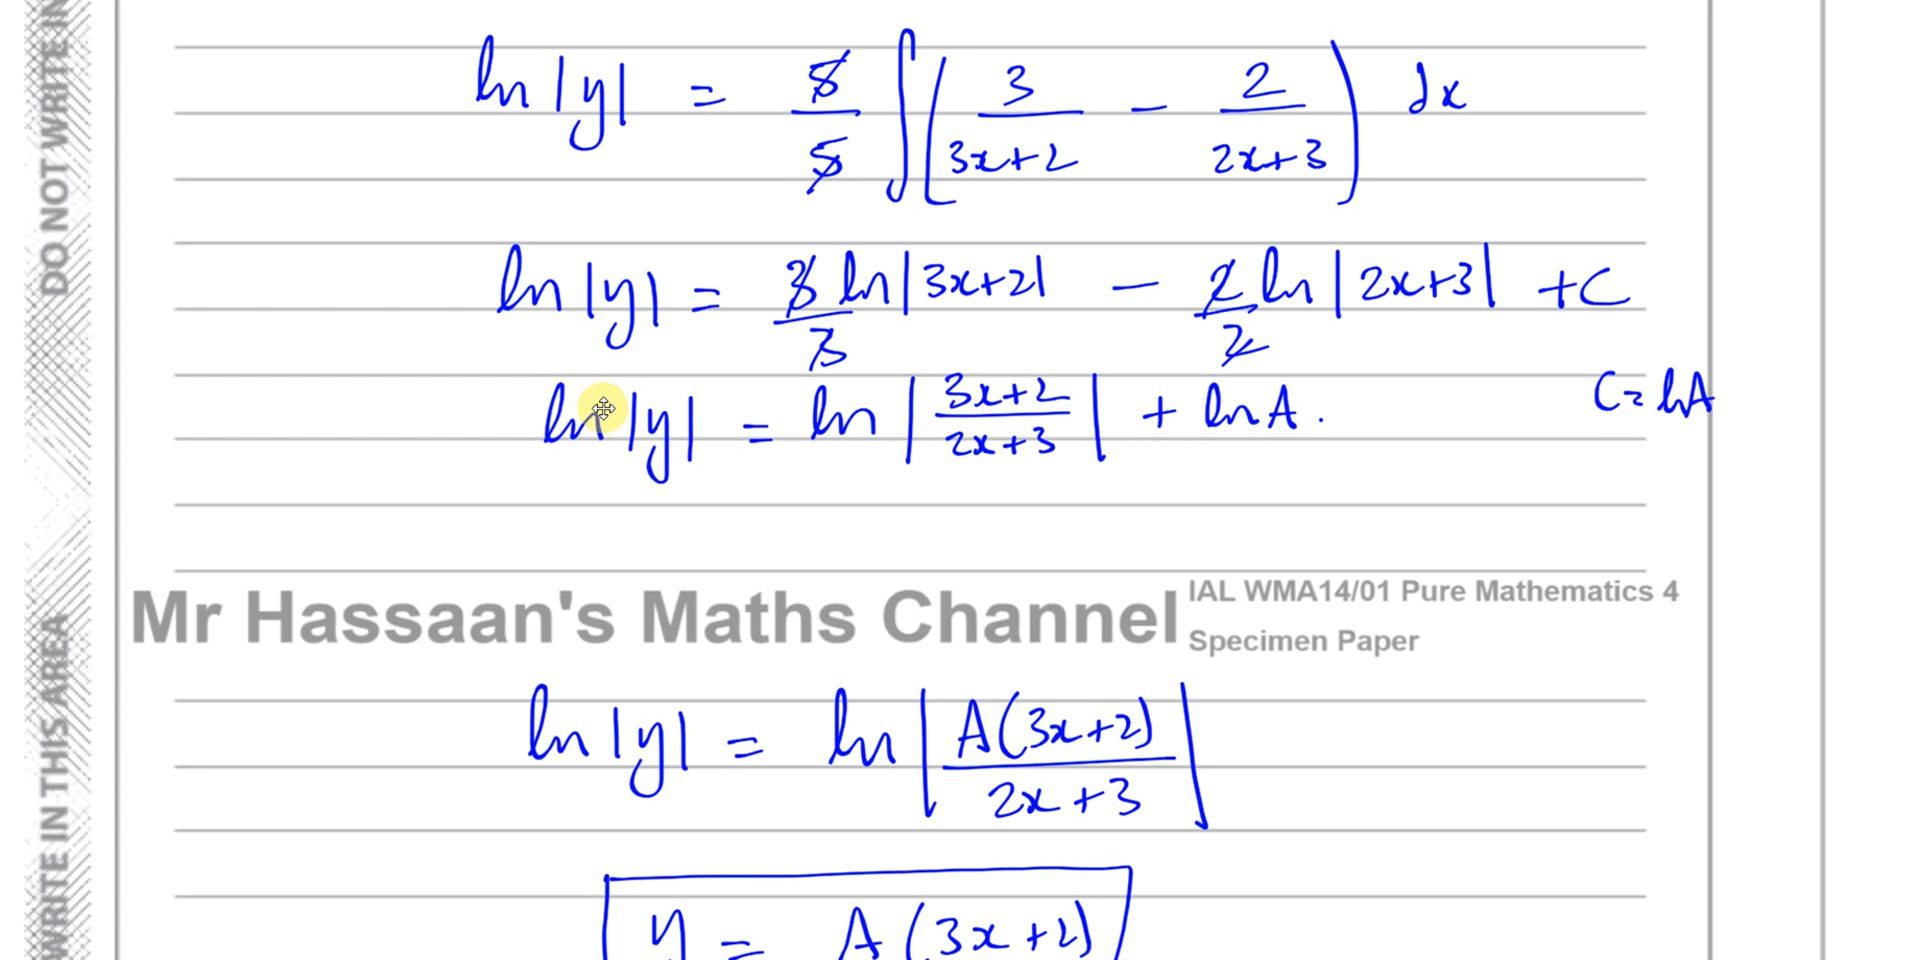 DO NOT WRITE IN
WRITE IN THIS AREA
ln|y| = 5/5 ∫(3/(3x+2) - 2/(2x+3)) dx
ln|y| = 3/3 ln|3x+2| - 2/2 ln|2x+3| + C
ln|y| = ln|(3x+2)/(2x+3)| + lnA. C = lnA
Mr Hassaan's Maths Channel
IAL WMA14/01 Pure Mathematics 4
Specimen Paper
ln|y| = ln|A(3x+2)/(2x+3)|
y = A(3x+2)